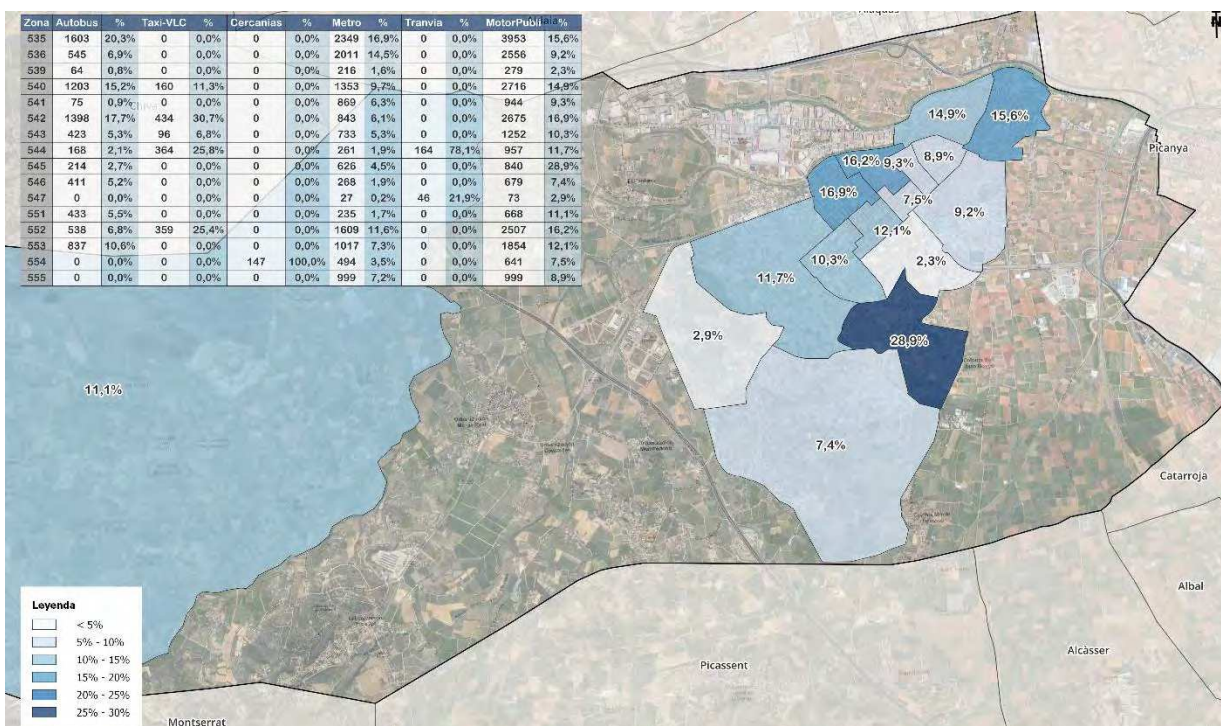 Zona Autobus % Taxi-VLC % Cercanias % Metro % Tranvia % MotorPubli %
535 1603 20,3% 0 0,0% 0 0,0% 2349 16,9% 0 0,0% 3953 15,6%
536 545 6,9% 0 0,0% 0 0,0% 2011 14,5% 0 0,0% 2556 9,2%
539 64 0,8% 0 0,0% 0 0,0% 216 1,6% 0 0,0% 279 2,3%
540 1203 15,2% 160 11,3% 0 0,0% 1353 9,7% 0 0,0% 2716 14,9%
541 75 0,9% 0 0,0% 0 0,0% 869 6,3% 0 0,0% 944 9,3%
542 1398 17,7% 434 30,7% 0 0,0% 843 6,1% 0 0,0% 2675 16,9%
543 423 5,3% 96 6,8% 0 0,0% 733 5,3% 0 0,0% 1252 10,3%
544 168 2,1% 364 25,8% 0 0,0% 261 1,9% 164 78,1% 957 11,7%
545 214 2,7% 0 0,0% 0 0,0% 626 4,5% 0 0,0% 840 28,9%
546 411 5,2% 0 0,0% 0 0,0% 268 1,9% 0 0,0% 679 7,4%
547 0 0,0% 0 0,0% 0 0,0% 27 0,2% 46 21,9% 73 2,9%
551 433 5,5% 0 0,0% 0 0,0% 235 1,7% 0 0,0% 668 11,1%
552 538 6,8% 359 25,4% 0 0,0% 1609 11,6% 0 0,0% 2507 16,2%
553 837 10,6% 0 0,0% 0 0,0% 1017 7,3% 0 0,0% 1854 12,1%
554 0 0,0% 0 0,0% 147 100,0% 494 3,5% 0 0,0% 641 7,5%
555 0 0,0% 0 0,0% 0 0,0% 999 7,2% 0 0,0% 999 8,9%
14,9%
15,6%
Picanya
16,2%
9,3%
8,9%
16,9%
7,5%
9,2%
12,1%
10,3%
2,3%
11,7%
2,9%
28,9%
11,1%
7,4%
Catarroja
Albal
Alcàsser
Picassent
Montserrat
Leyenda
< 5%
5% - 10%
10% - 15%
15% - 20%
20% - 25%
25% - 30%